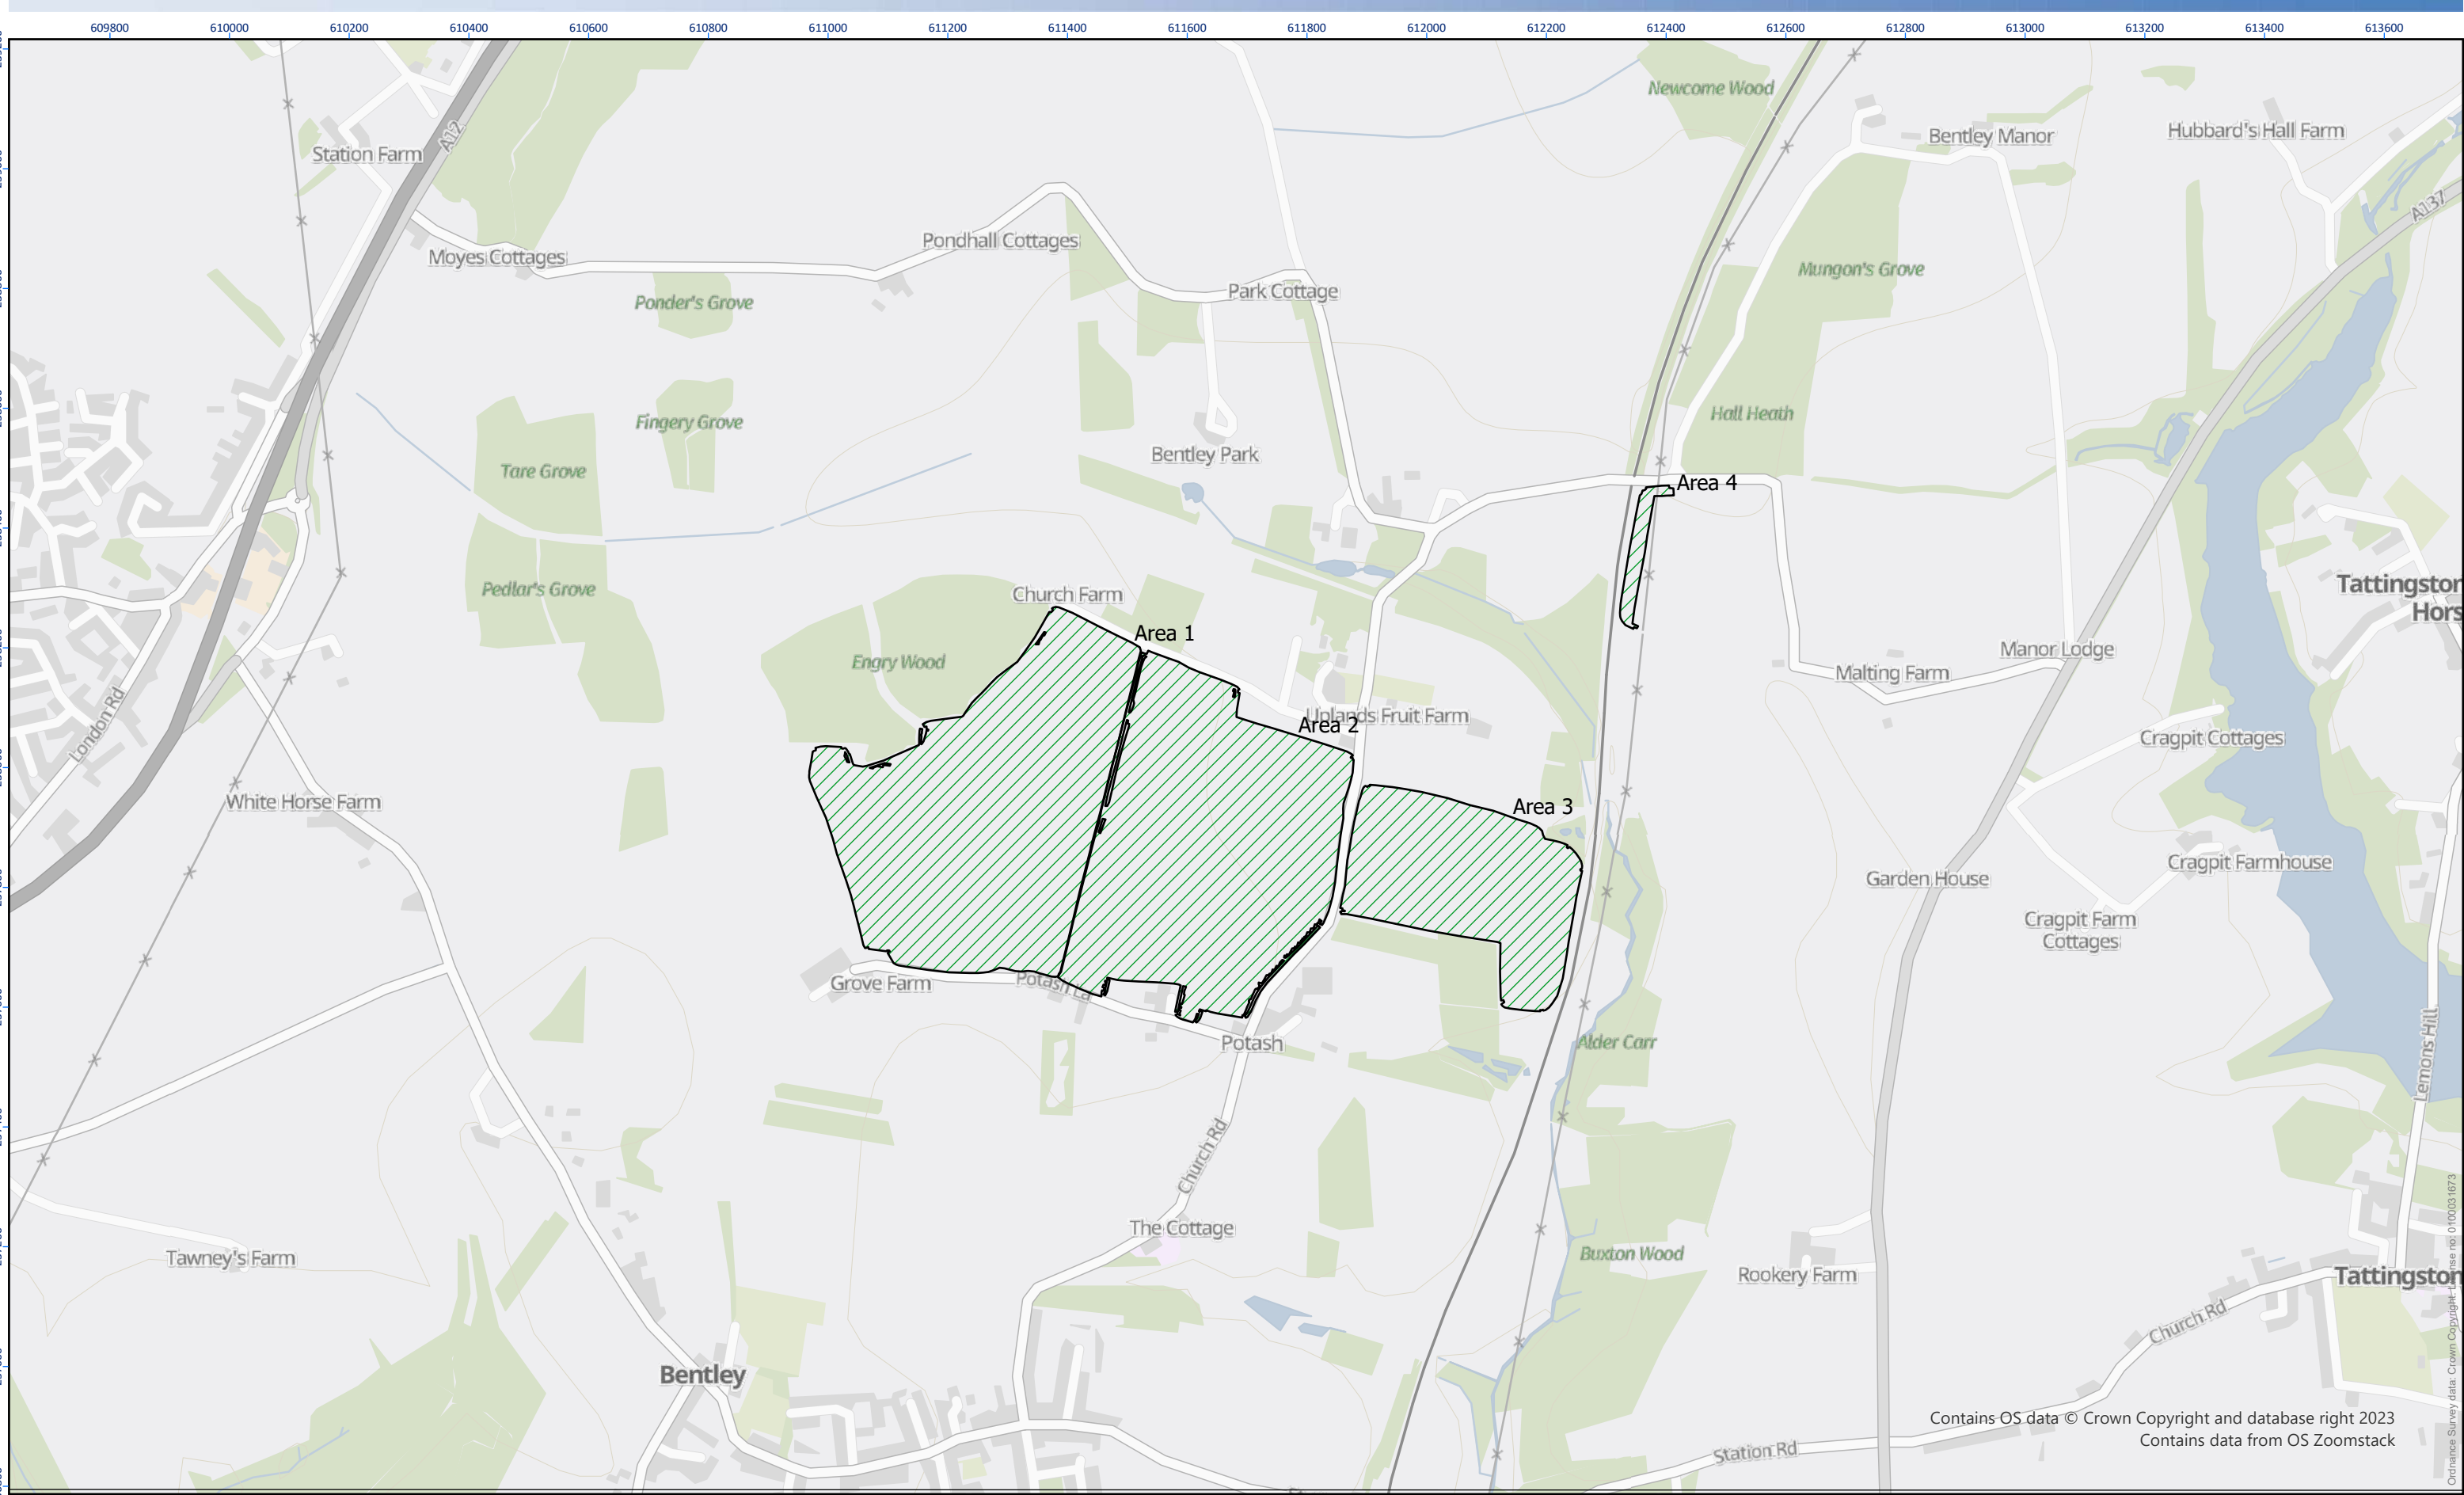 609800 610000 610200 610400 610600 610800 611000 611200 611400 611600 611800 612000 612200 612400 612600 612800 613000 613200 613400 613600
Newcome Wood
Station Farm
A12
Bentley Manor
Hubbard's Hall Farm
A137
Moyes Cottages
Pondhall Cottages
Ponder's Grove
Park Cottage
Mungon's Grove
Fingery Grove
Hall Heath
Tare Grove
Bentley Park
Area 4
Pedlar's Grove
Church Farm
Tattingston
Hors
Area 1
Engry Wood
Manor Lodge
Malting Farm
London Rd
Uplands Fruit Farm
Area 2
Cragpit Cottages
White Horse Farm
Area 3
Cragpit Farmhouse
Garden House
Cragpit Farm
Cottages
Grove Farm
Potash La
Potash
Alder Carr
Lemons Hill
Church Rd
The Cottage
Tawney's Farm
Buxton Wood
Rookery Farm
Tattingston
Church Rd
Bentley
Station Rd
Contains OS data © Crown Copyright and database right 2023
Contains data from OS Zoomstack